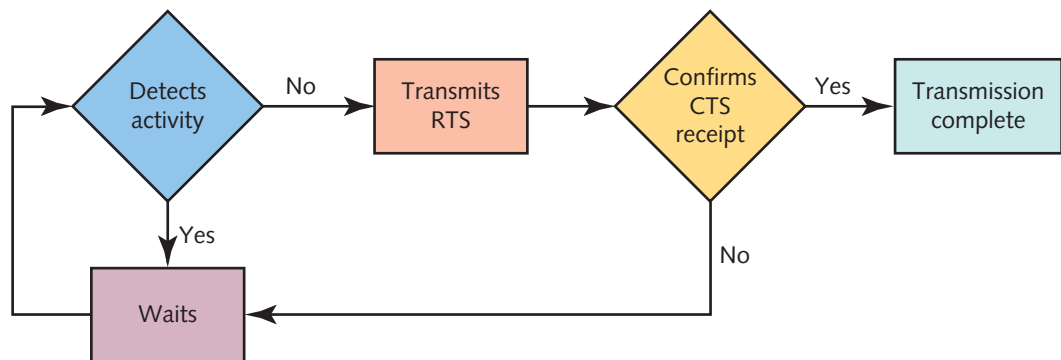 Detects
activity
No
Transmits
RTS
Confirms
CTS
receipt
Yes
Transmission
complete
Yes
No
Waits